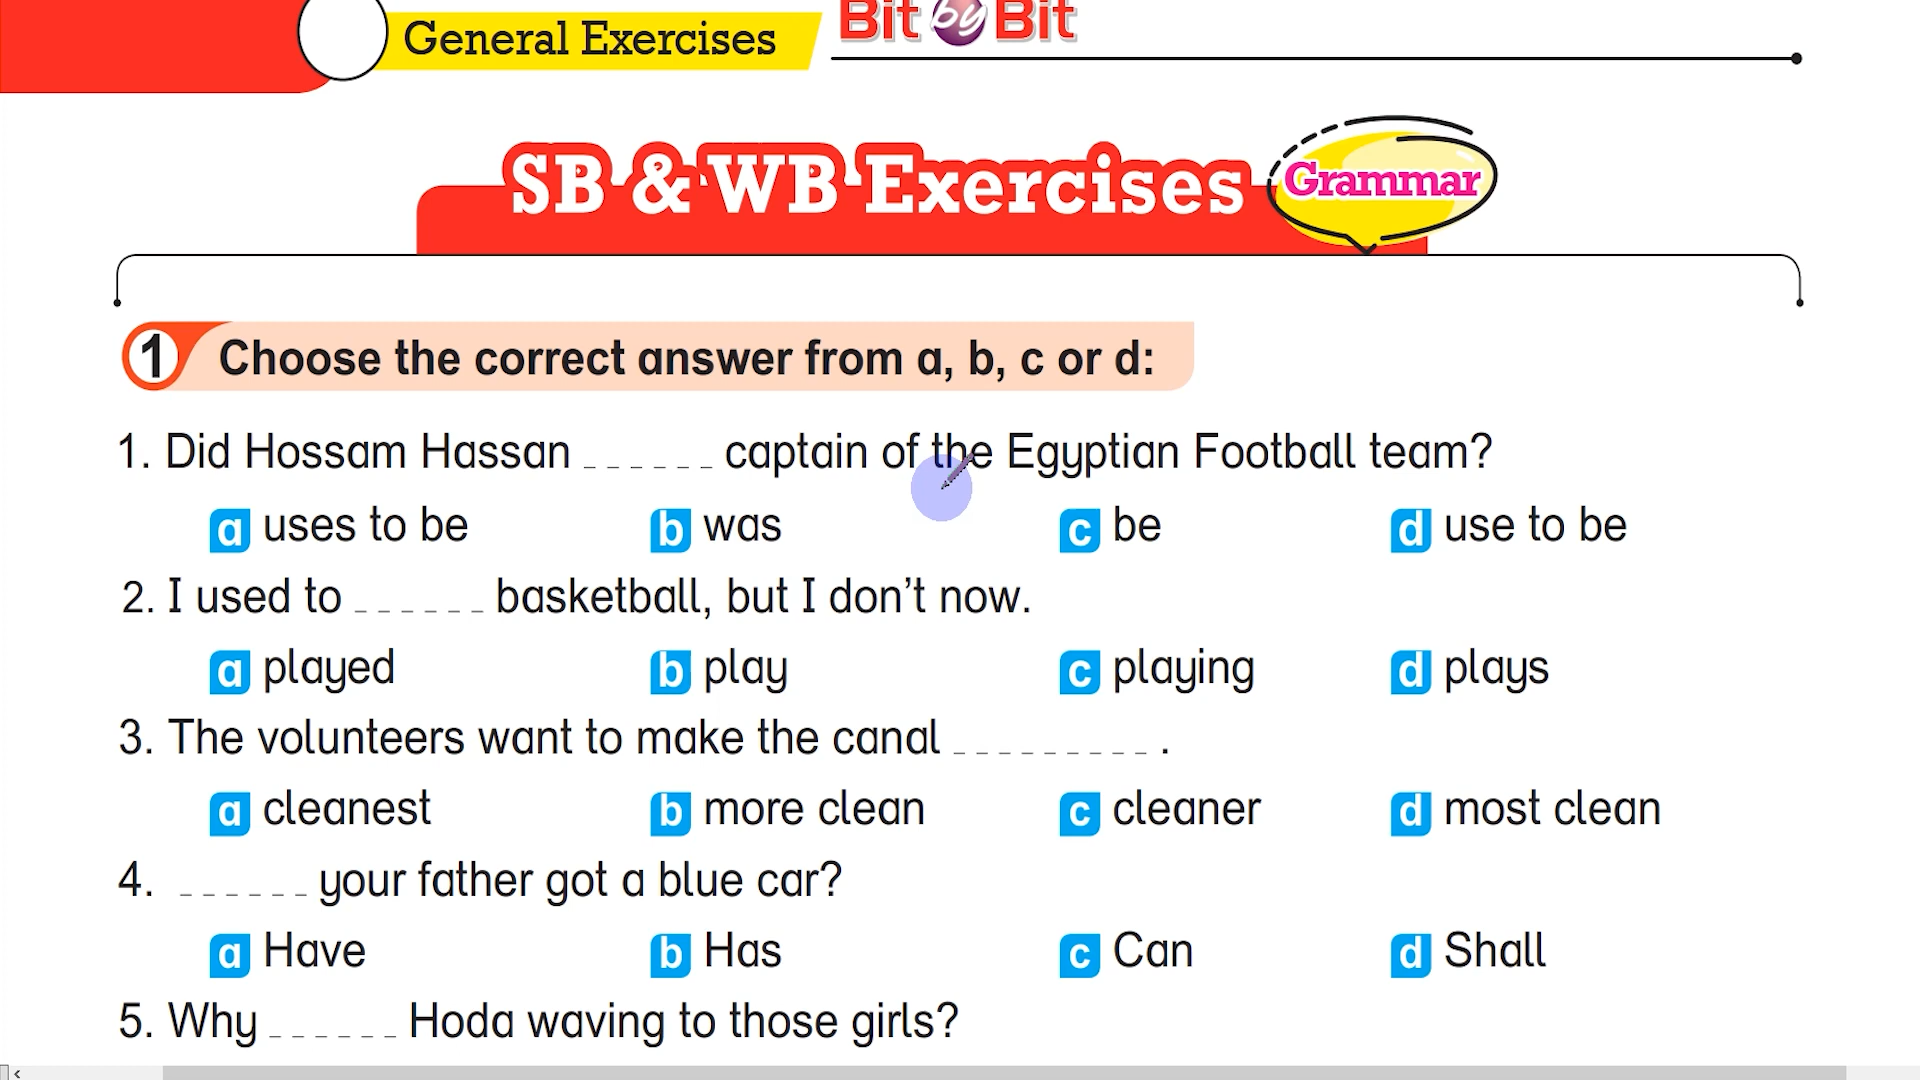 General Exercises
Bit by Bit
SB & WB Exercises
Grammar
1 Choose the correct answer from a, b, c or d:
1. Did Hossam Hassan ______ captain of the Egyptian Football team?
a uses to be b was c be d use to be
2. I used to ______ basketball, but I don't now.
a played b play c playing d plays
3. The volunteers want to make the canal _________ .
a cleanest b more clean c cleaner d most clean
4. ______ your father got a blue car?
a Have b Has c Can d Shall
5. Why ______ Hoda waving to those girls?